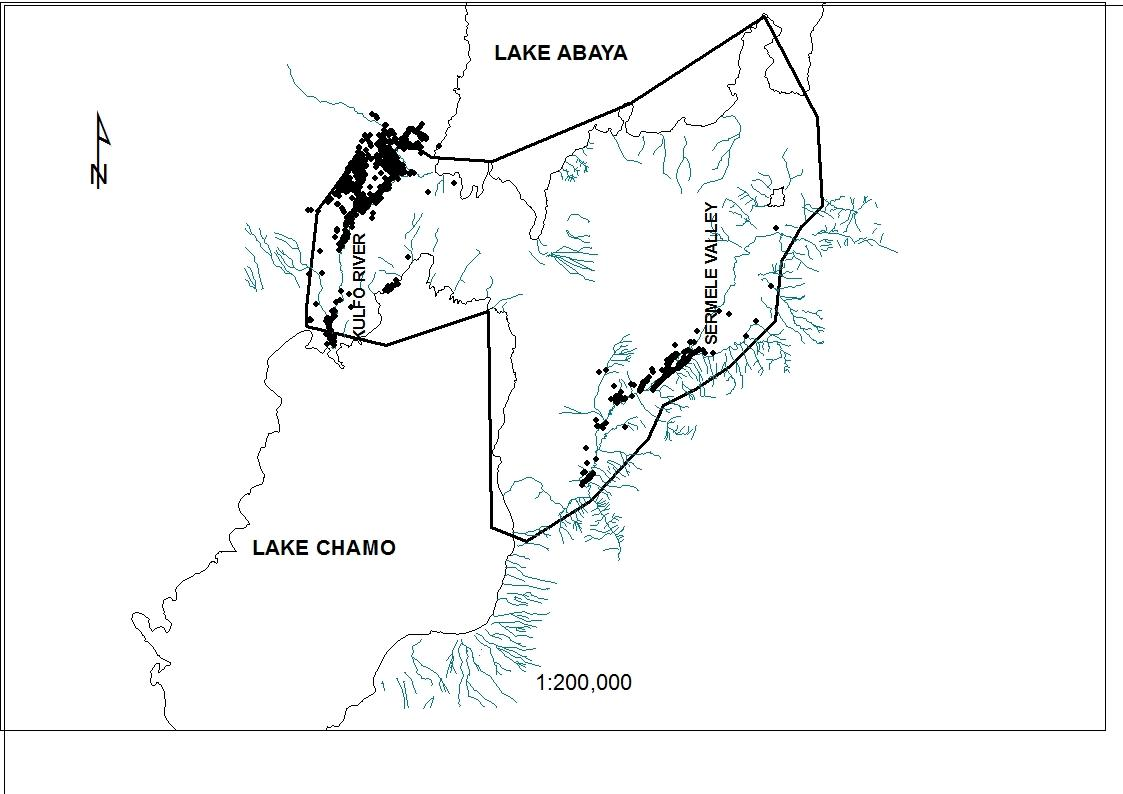 LAKE ABAYA
N
KULFO RIVER
SERMELE VALLEY
LAKE CHAMO
1:200,000